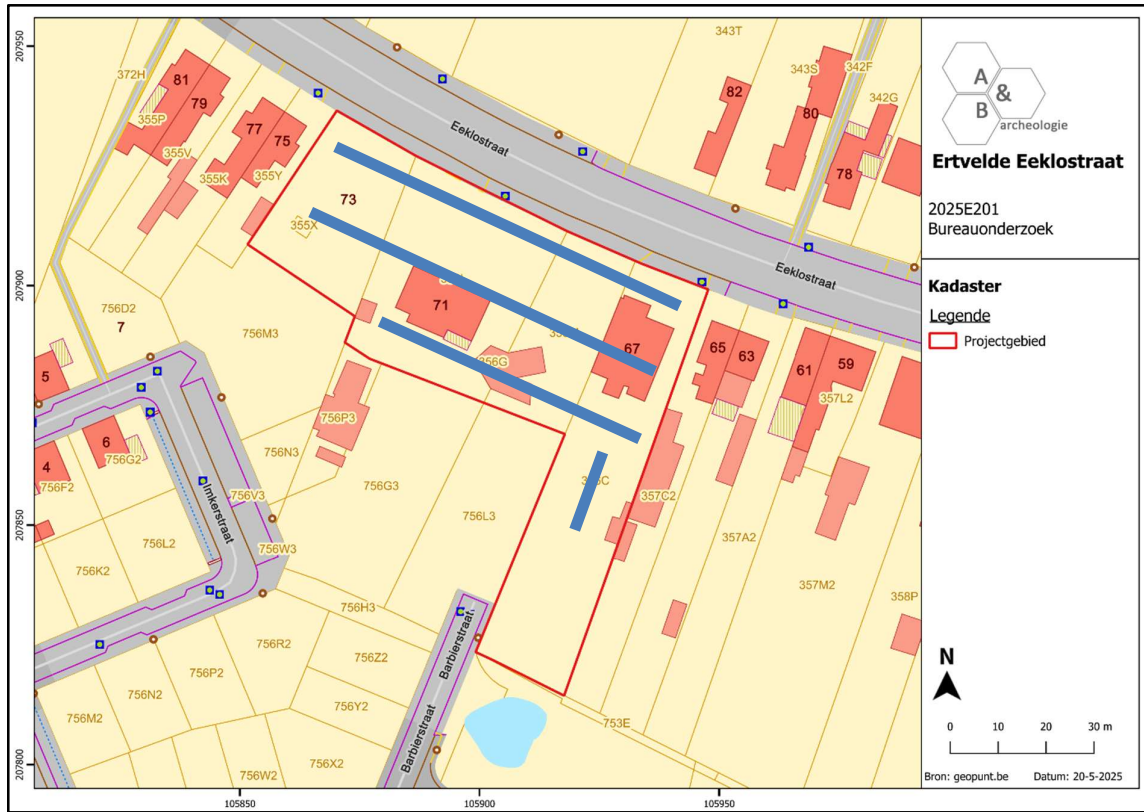 207950
207900
207850
207800
105850
105900
105950
372H
81
79
355P
355V
77
75
355K
355Y
73
355X
Eeklostraat
71
67
356G
82
343T
343S
342F
80
342G
78
Eeklostraat
65
63
61
59
357L2
756D2
7
756M3
5
6
4
756G2
756F2
756P3
756N3
756G3
756V3
Imkerstraat
756L3
357C2
756L2
756K2
756W3
357A2
357M2
358P
756H3
756R2
756Z2
756P2
756N2
756M2
756Y2
756X2
756W2
Barbierstraat
Barbierstraat
753E
A
&
B
archeologie
Ertvelde Eeklostraat
2025E201
Bureauonderzoek
Kadaster
Legende
Projectgebied
N
0 10 20 30 m
Bron: geopunt.be Datum: 20-5-2025